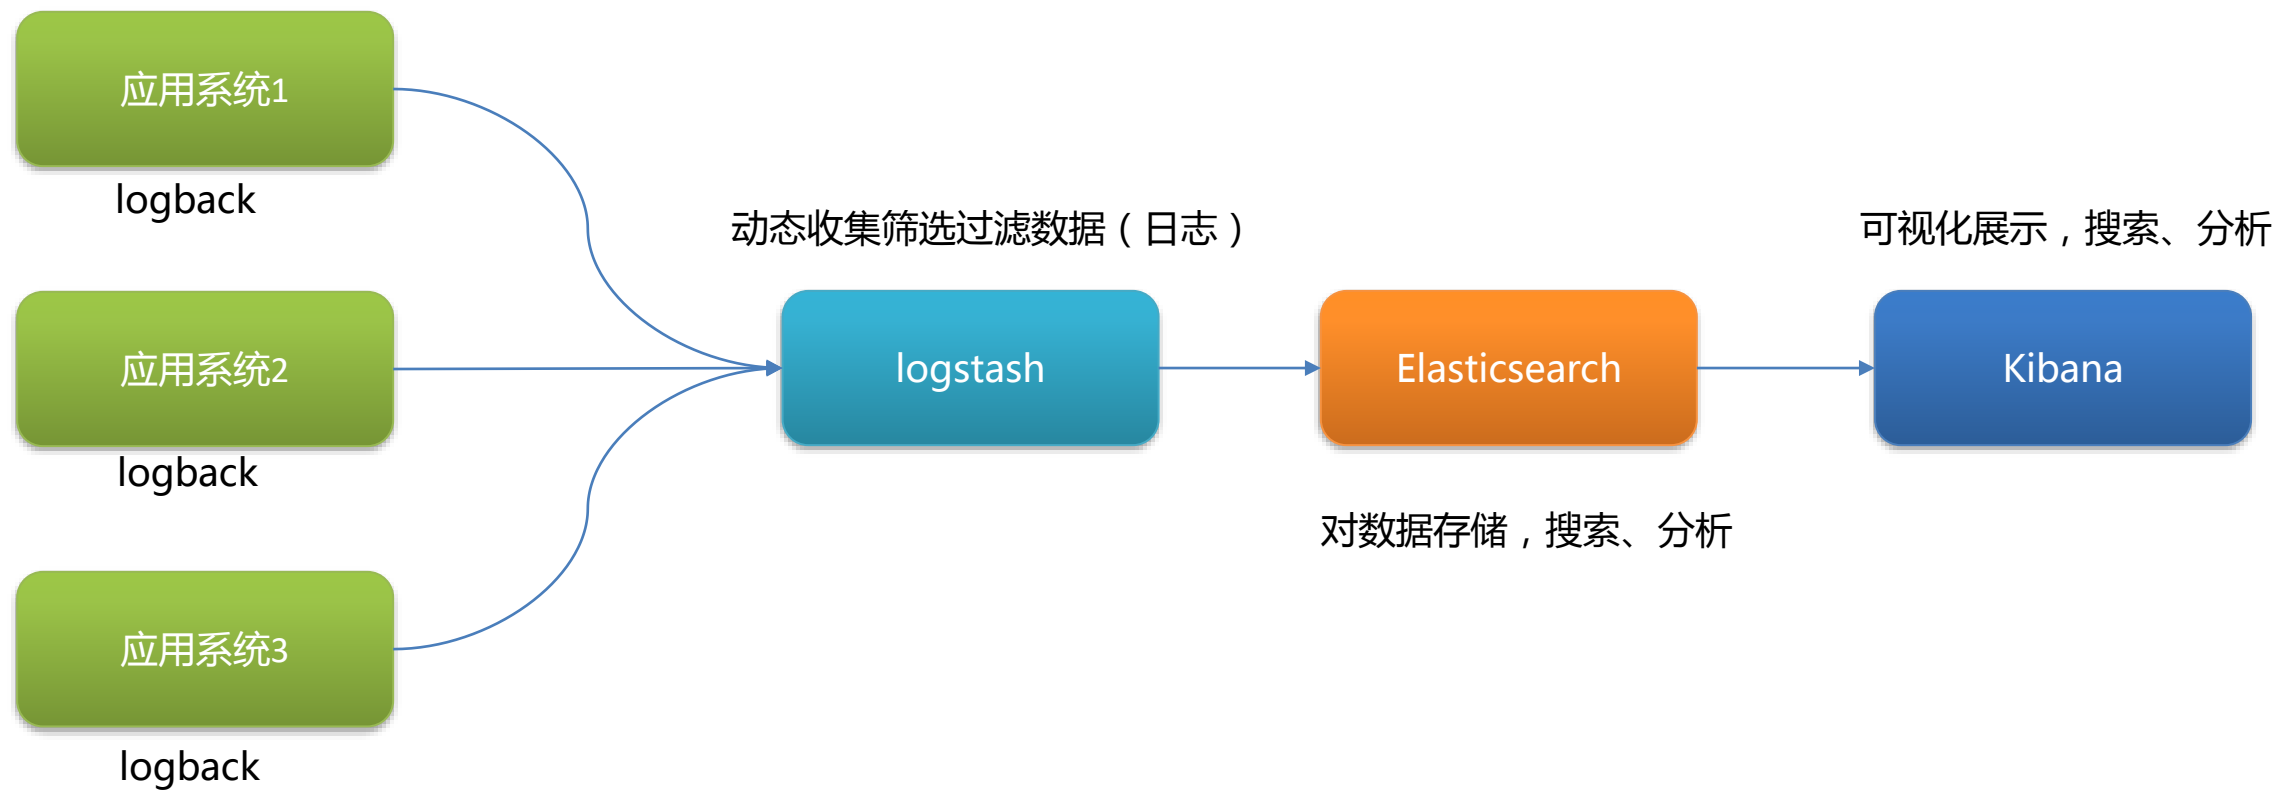 应用系统1
logback
动态收集筛选过滤数据（日志）
可视化展示，搜索、分析
应用系统2
logstash
Elasticsearch
Kibana
logback
对数据存储，搜索、分析
应用系统3
logback